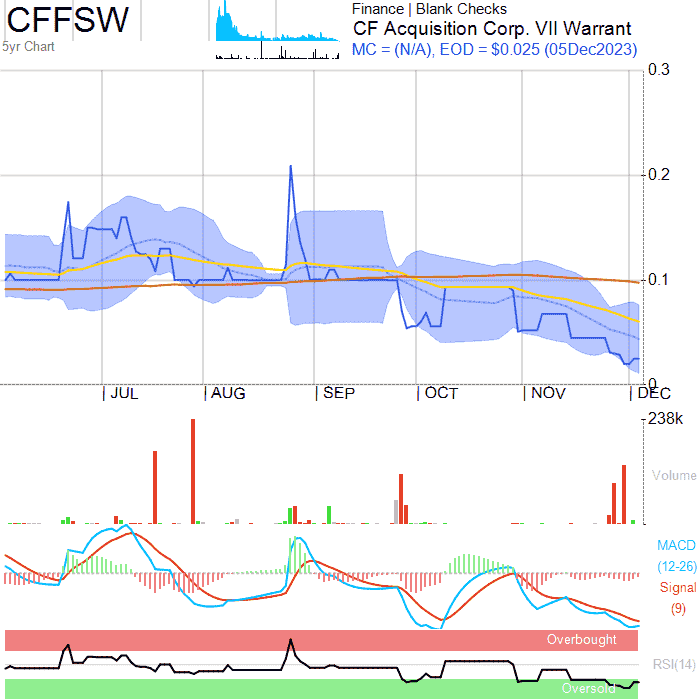 CFFSW
5yr Chart
Finance | Blank Checks
CF Acquisition Corp. VII Warrant
MC = (N/A), EOD = $0.025 (05Dec2023)
0.3
0.2
0.1
0
| JUL | AUG | SEP | OCT | NOV | DEC
238k
Volume
MACD
(12-26)
Signal
(9)
Overbought
RSI(14)
Oversold